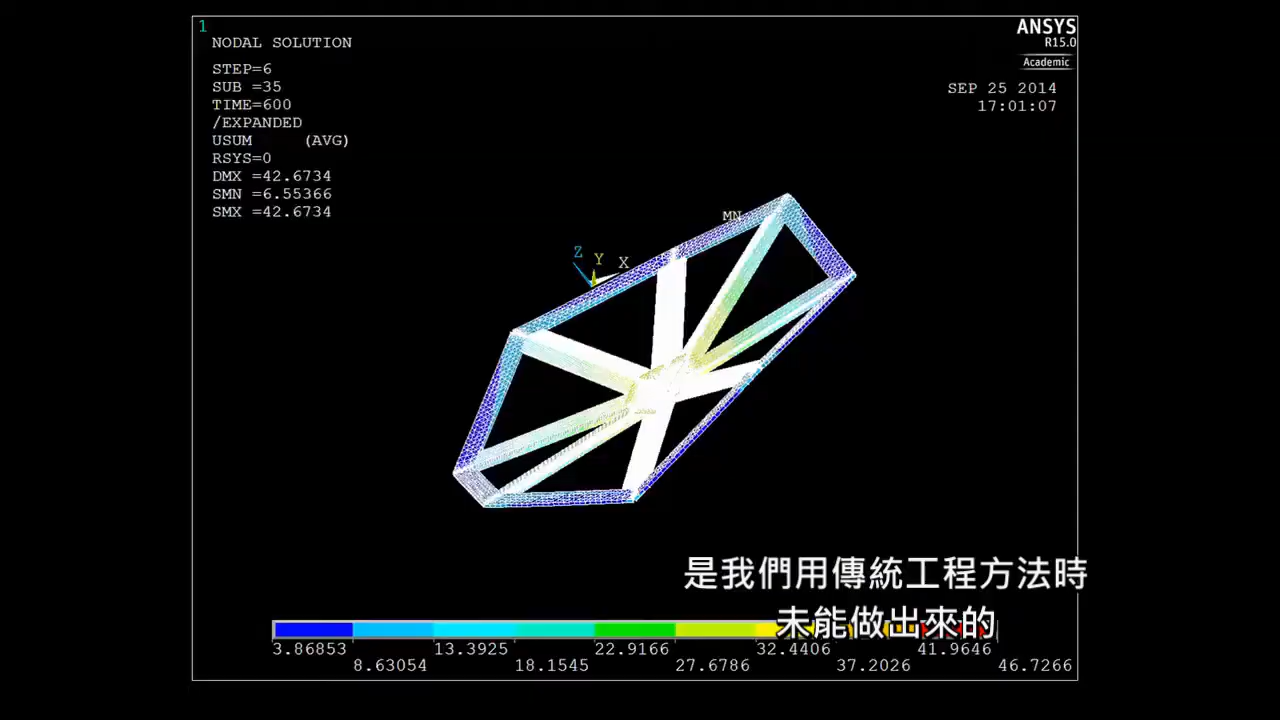 1
NODAL SOLUTION
STEP=6
SUB =35
TIME=600
/EXPANDED
USUM (AVG)
RSYS=0
DMX =42.6734
SMN =6.55366
SMX =42.6734
ANSYS
R15.0
Academic
SEP 25 2014
17:01:07
MN
Z
Y
X
是我們用傳統工程方法時
未能做出來的
3.86853
13.3925
22.9166
32.4406
41.9646
8.63054
18.1545
27.6786
37.2026
46.7266